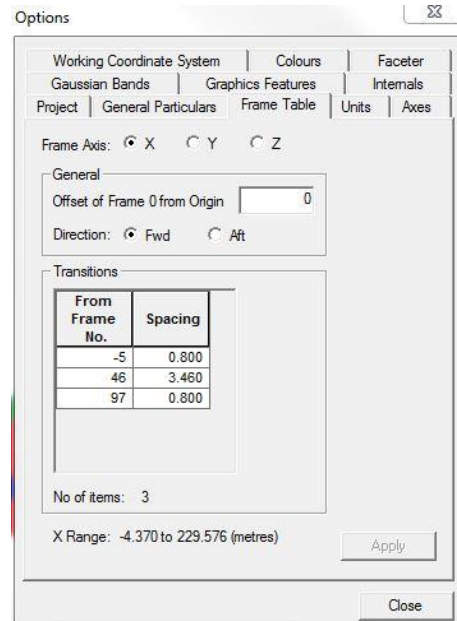 Options
Working Coordinate System Colours Faceter
Gaussian Bands Graphics Features Internals
Project General Particulars Frame Table Units Axes
Frame Axis: X Y Z
General
Offset of Frame 0 from Origin 0
Direction: Fwd Aft
Transitions
From Frame No. Spacing
-5 0.800
46 3.460
97 0.800
No of items: 3
X Range: -4.370 to 229.576 (metres)
Apply
Close